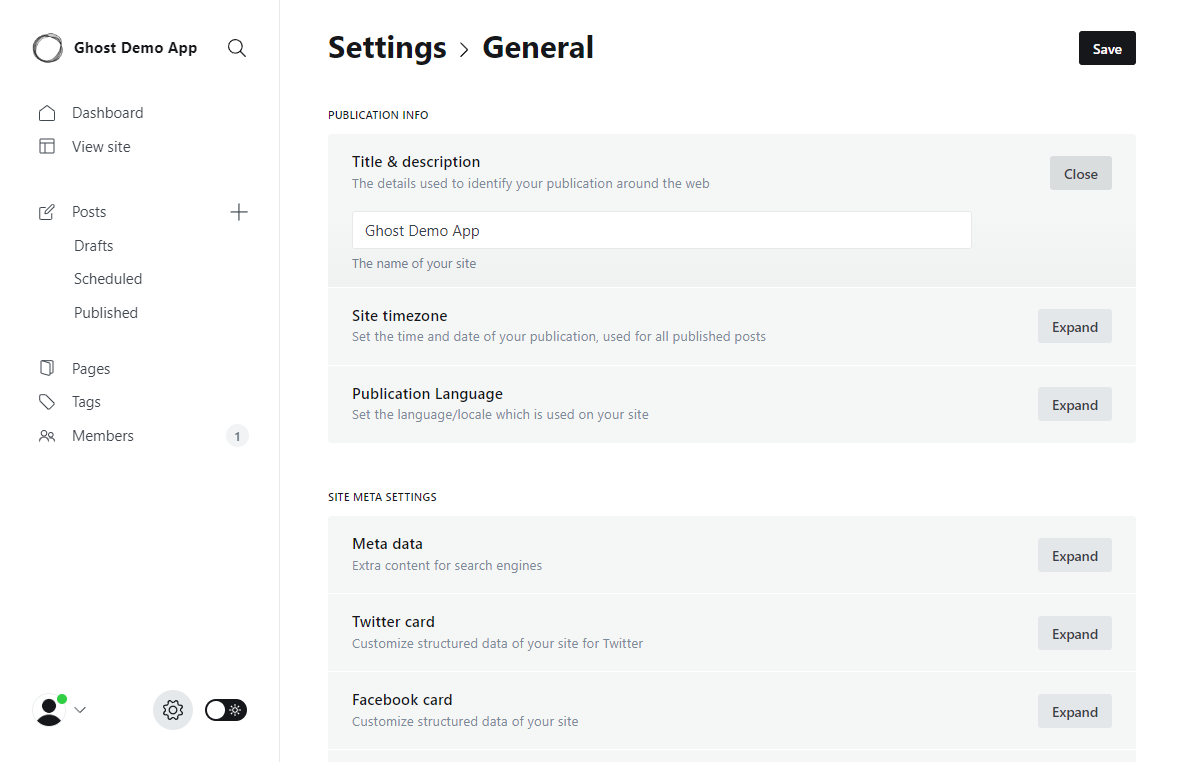 Ghost Demo App
Dashboard
View site
Posts
Drafts
Scheduled
Published
Pages
Tags
Members 1
Settings > General
Save
PUBLICATION INFO
Title & description
The details used to identify your publication around the web
Close
Ghost Demo App
The name of your site
Site timezone
Set the time and date of your publication, used for all published posts
Expand
Publication Language
Set the language/locale which is used on your site
Expand
SITE META SETTINGS
Meta data
Extra content for search engines
Expand
Twitter card
Customize structured data of your site for Twitter
Expand
Facebook card
Customize structured data of your site
Expand